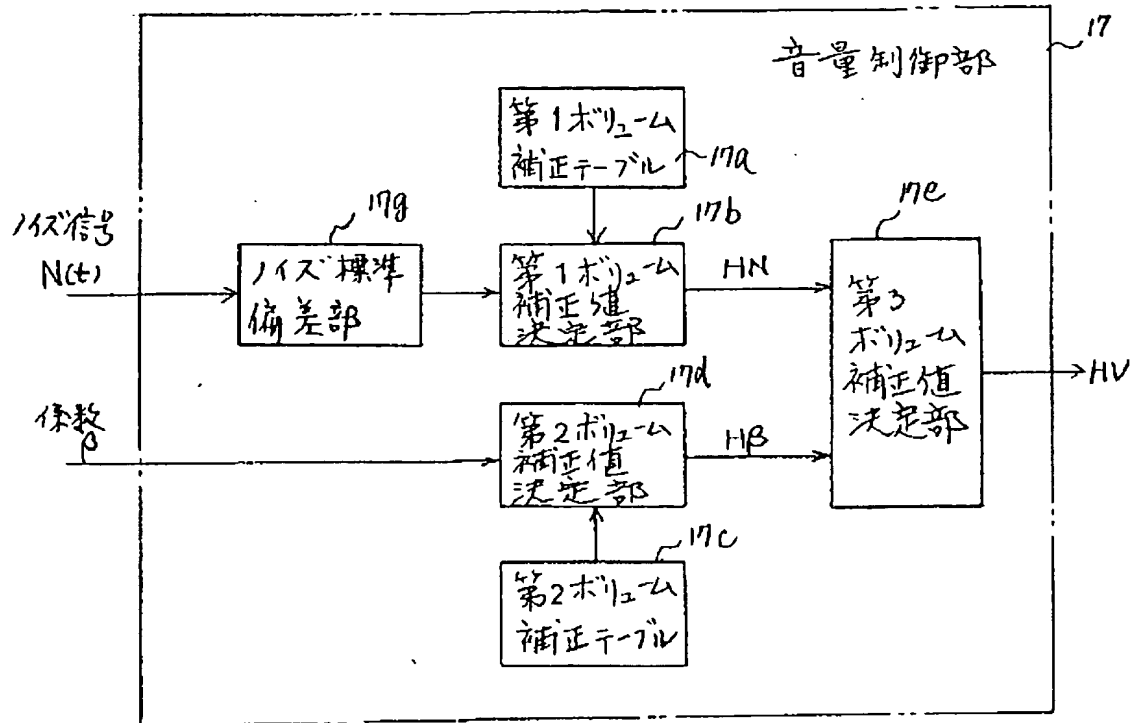 17
音量制御部
第1ボリューム
補正テーブル
17a
ノイズ信号
N(t)
17g
ノイズ標準
偏差部
17b
第1ボリューム
補正値
決定部
HN
17e
第3
ボリューム
補正値
決定部
HV
係数
β
17d
第2ボリューム
補正値
決定部
Hβ
17c
第2ボリューム
補正テーブル